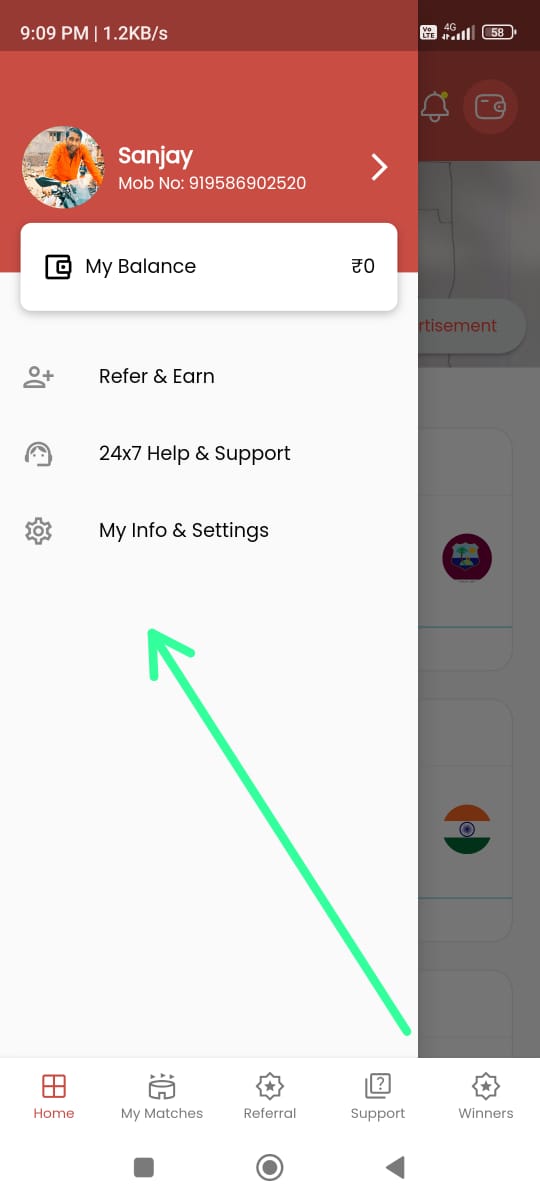 9:09 PM | 1.2KB/s
Vo LTE
4G
58
Sanjay
Mob No: 919586902520
My Balance
₹0
rtisement
Refer & Earn
24x7 Help & Support
My Info & Settings
Home
My Matches
Referral
Support
Winners